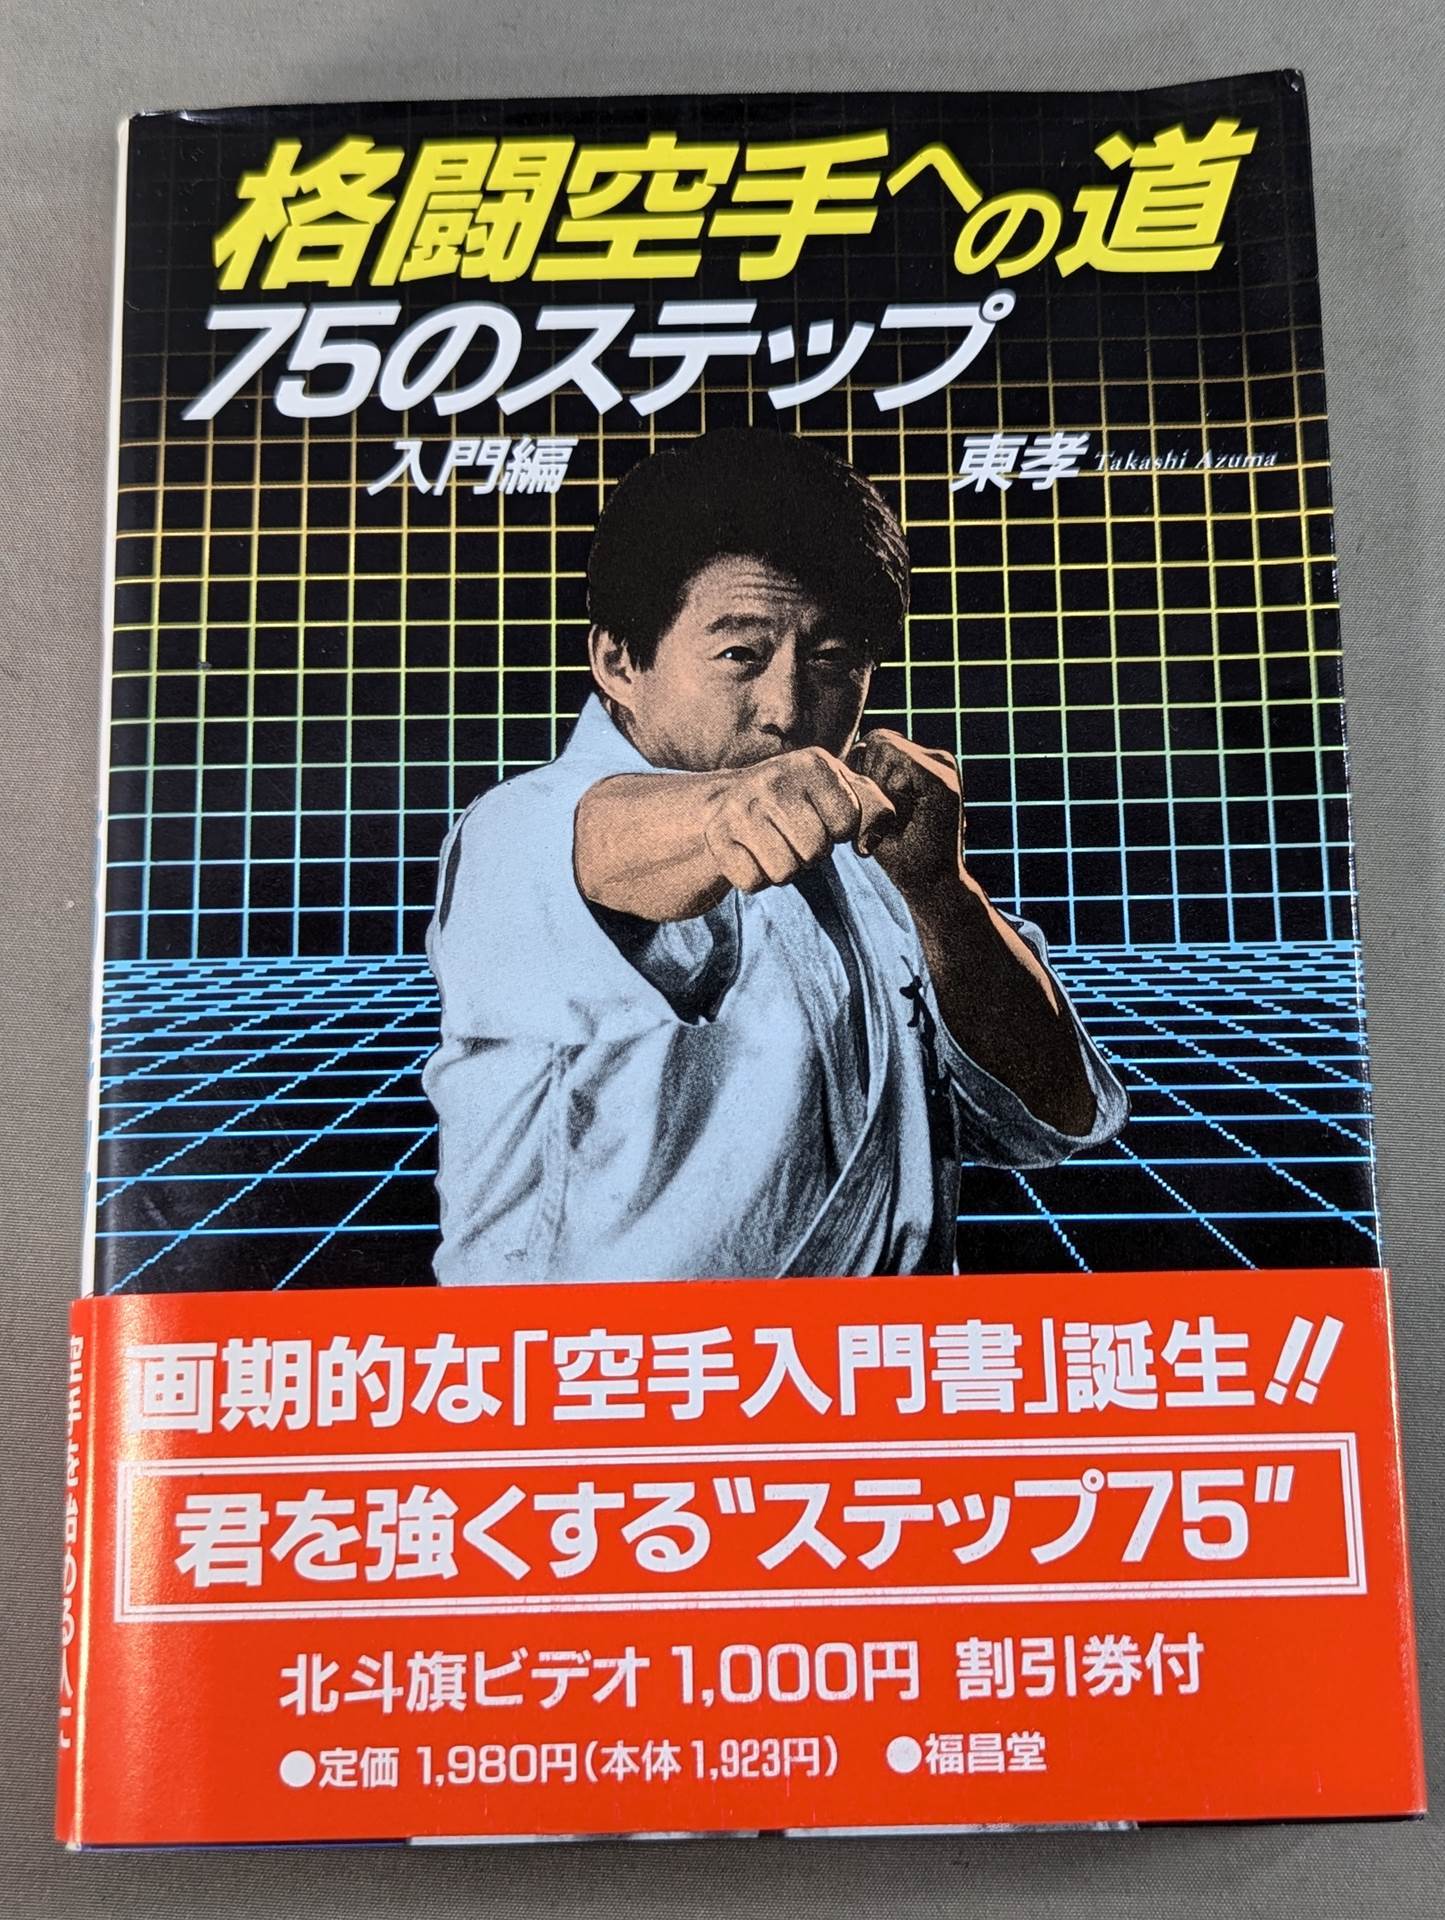 格闘空手への道
75のステップ
入門編
東孝 Takashi Azuma
画期的な「空手入門書」誕生!!
君を強くする〝ステップ75〟
北斗旗ビデオ 1,000円 割引券付
●定価 1,980円(本体1,923円) ●福昌堂